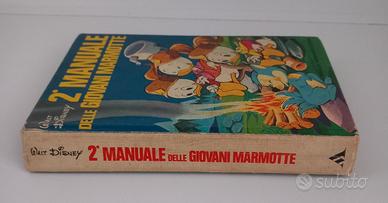 Walt Disney
2° MANUALE
DELLE GIOVANI MARMOTTE
Walt Disney 2° MANUALE DELLE GIOVANI MARMOTTE
subito